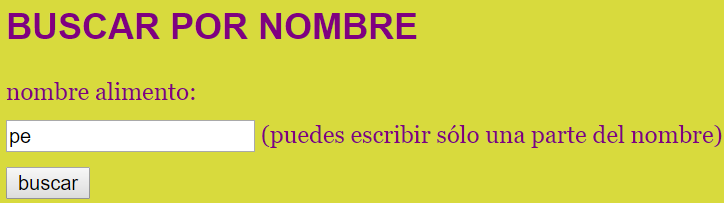 BUSCAR POR NOMBRE
nombre alimento:
pe (puedes escribir sólo una parte del nombre)
buscar